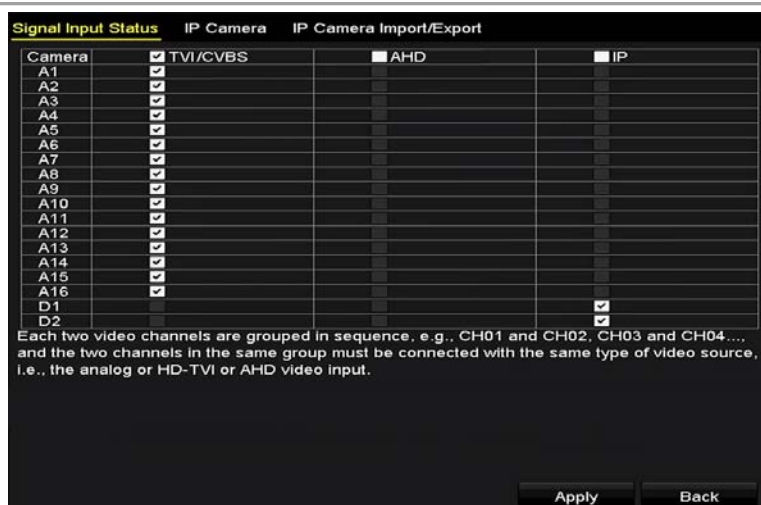 Signal Input Status IP Camera IP Camera Import/Export
Camera TVI/CVBS AHD IP
A1
A2
A3
A4
A5
A6
A7
A8
A9
A10
A11
A12
A13
A14
A15
A16
D1
D2
Each two video channels are grouped in sequence, e.g., CH01 and CH02, CH03 and CH04...,
and the two channels in the same group must be connected with the same type of video source,
i.e., the analog or HD-TVI or AHD video input.
Apply Back